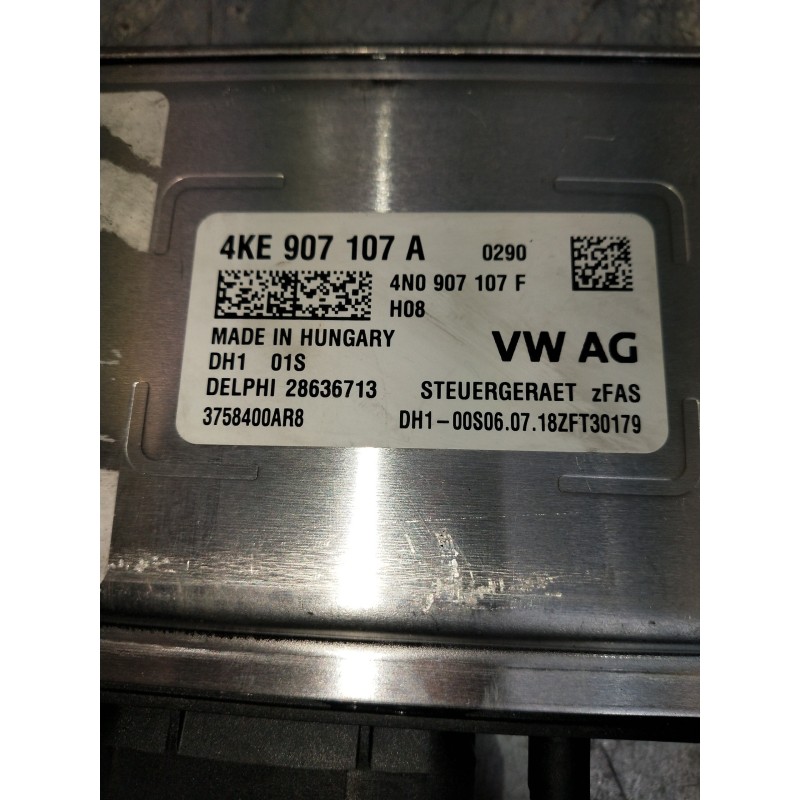 4KE 907 107 A 0290
4N0 907 107 F
H08
MADE IN HUNGARY
VW AG
DH1 01S
DELPHI 28636713 STEUERGERAET zFAS
3758400AR8 DH1-00S06.07.18ZFT30179